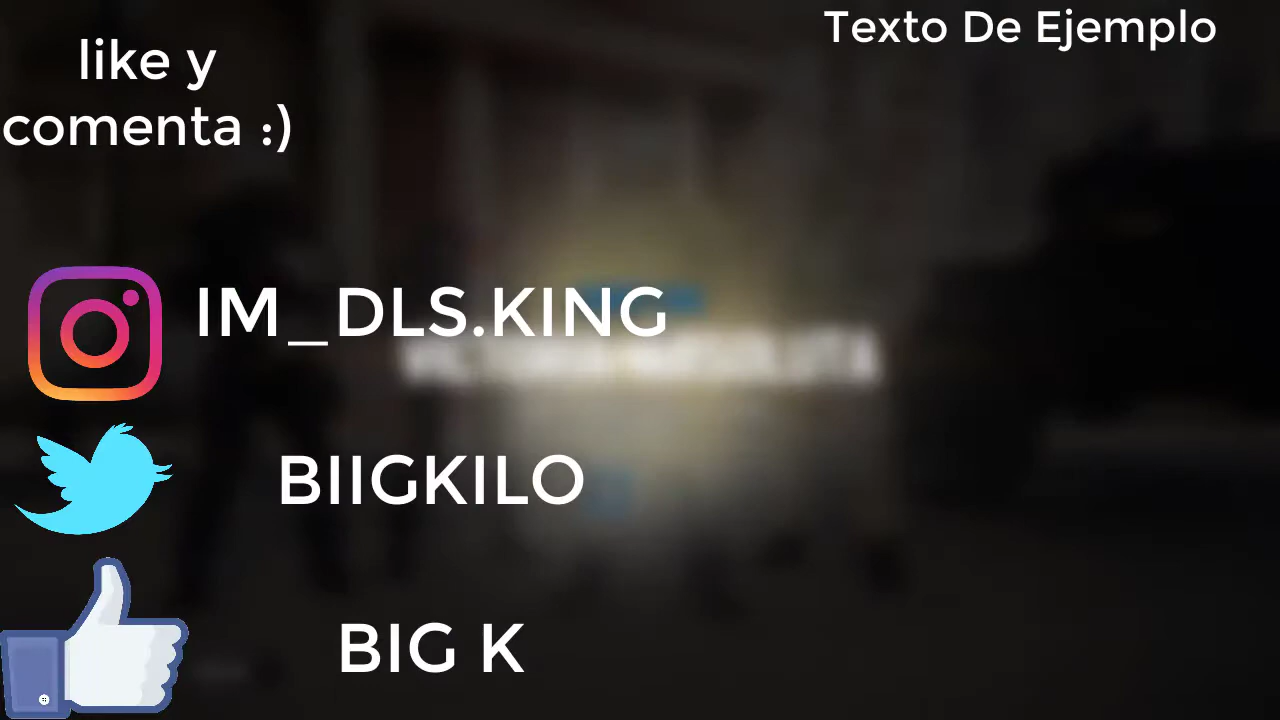 like y
comenta :)
Texto De Ejemplo
IM_DLS.KING
BIIGKILO
BIG K